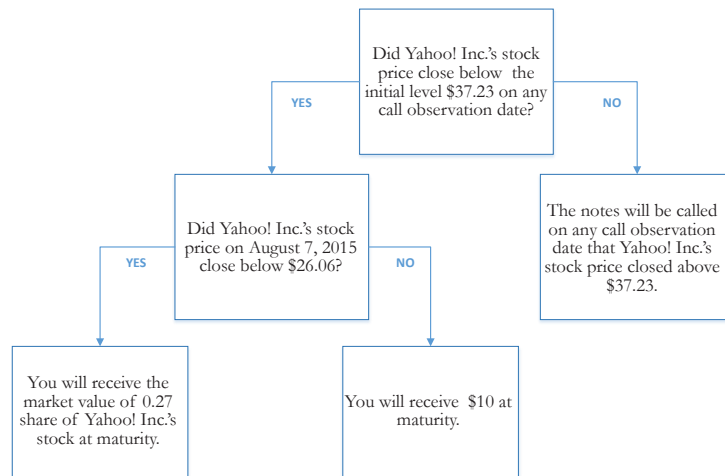 Did Yahoo! Inc.'s stock
price close below the
initial level $37.23 on any
call observation date?
YES
NO
Did Yahoo! Inc.'s stock
price on August 7, 2015
close below $26.06?
The notes will be called
on any call observation
date that Yahoo! Inc.'s
stock price closed above
$37.23.
YES
NO
You will receive the
market value of 0.27
share of Yahoo! Inc.'s
stock at maturity.
You will receive $10 at
maturity.